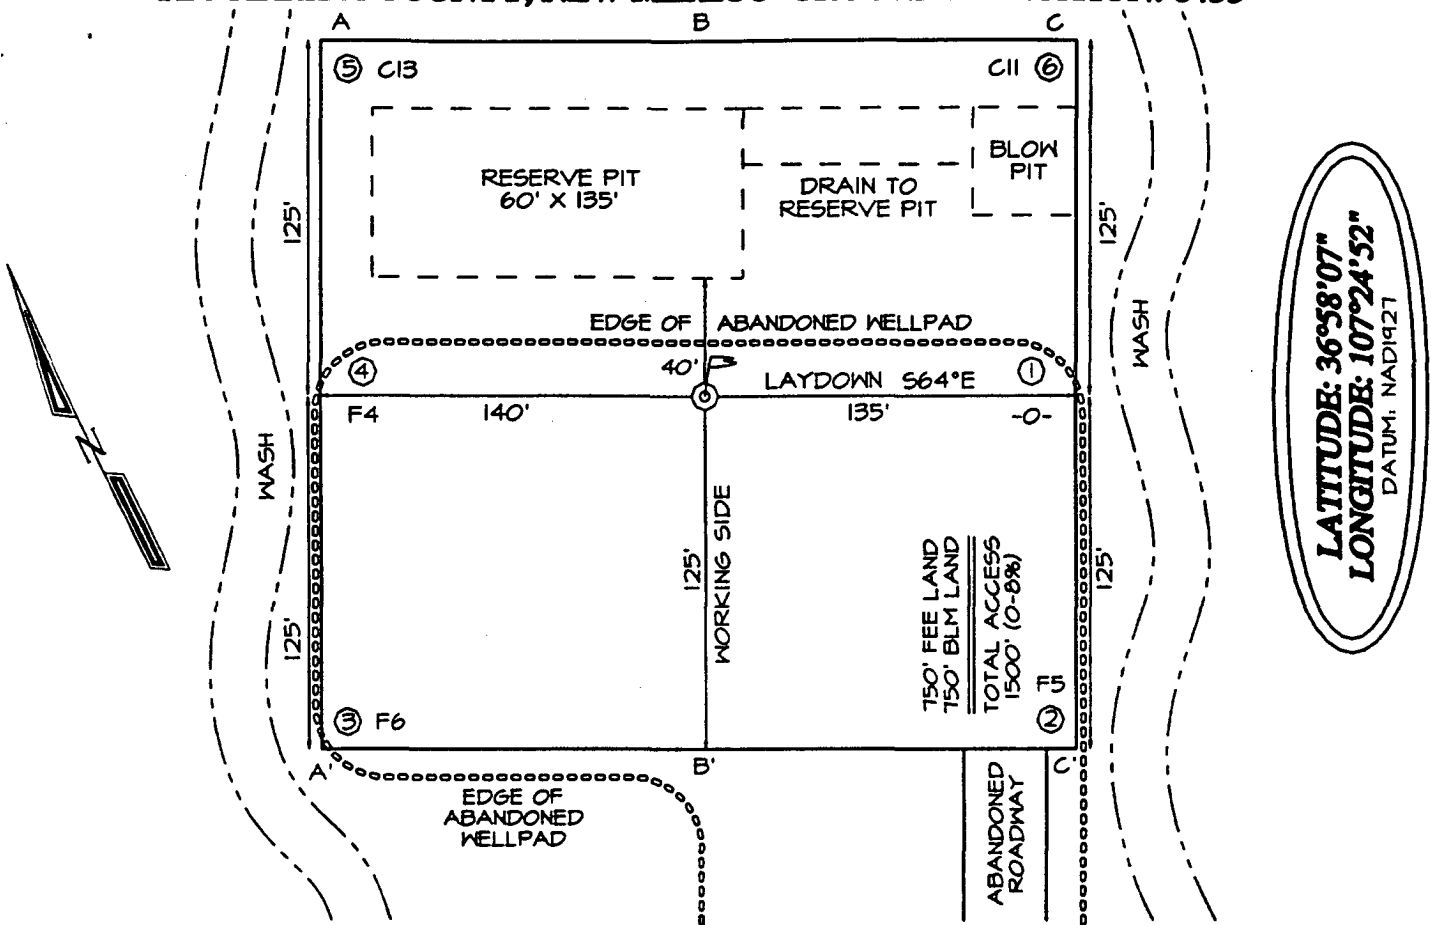 A B C
5 C13
C11 6
RESERVE PIT
60' X 135'
DRAIN TO
RESERVE PIT
BLOW
PIT
125'
125'
EDGE OF ABANDONED WELLPAD
WASH
4
40'
LAYDOWN S64°E
1
F4
140'
135'
-0-
WASH
N
125'
125'
WORKING SIDE
750' FEE LAND
750' BLM LAND
TOTAL ACCESS
1500' (0-8%)
125'
F5
3 F6
2
A' B' C'
EDGE OF
ABANDONED
WELLPAD
ABANDONED
ROADWAY
LATITUDE: 36°58'07"
LONGITUDE: 107°24'52"
DATUM: NAD1927